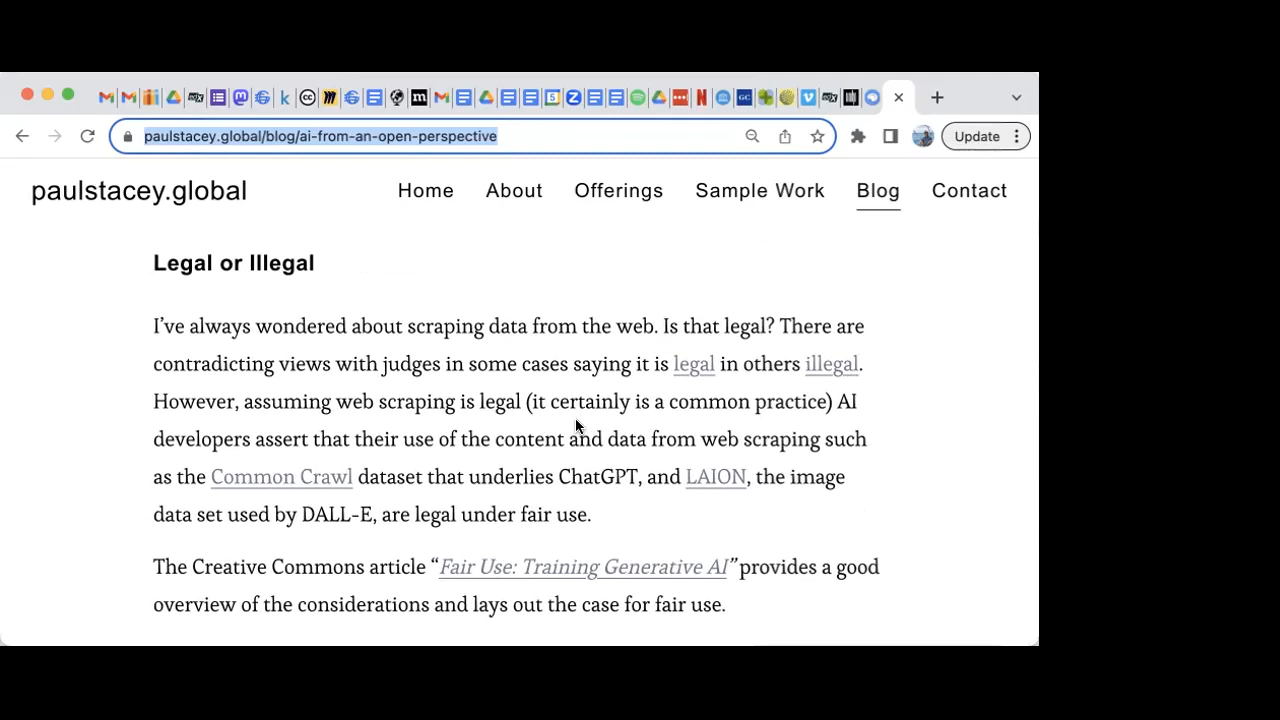 paulstacey.global/blog/ai-from-an-open-perspective
Update
paulstacey.global
Home
About
Offerings
Sample Work
Blog
Contact
Legal or Illegal
I’ve always wondered about scraping data from the web. Is that legal? There are
contradicting views with judges in some cases saying it is legal in others illegal.
However, assuming web scraping is legal (it certainly is a common practice) AI
developers assert that their use of the content and data from web scraping such
as the Common Crawl dataset that underlies ChatGPT, and LAION, the image
data set used by DALL-E, are legal under fair use.
The Creative Commons article “Fair Use: Training Generative AI” provides a good
overview of the considerations and lays out the case for fair use.